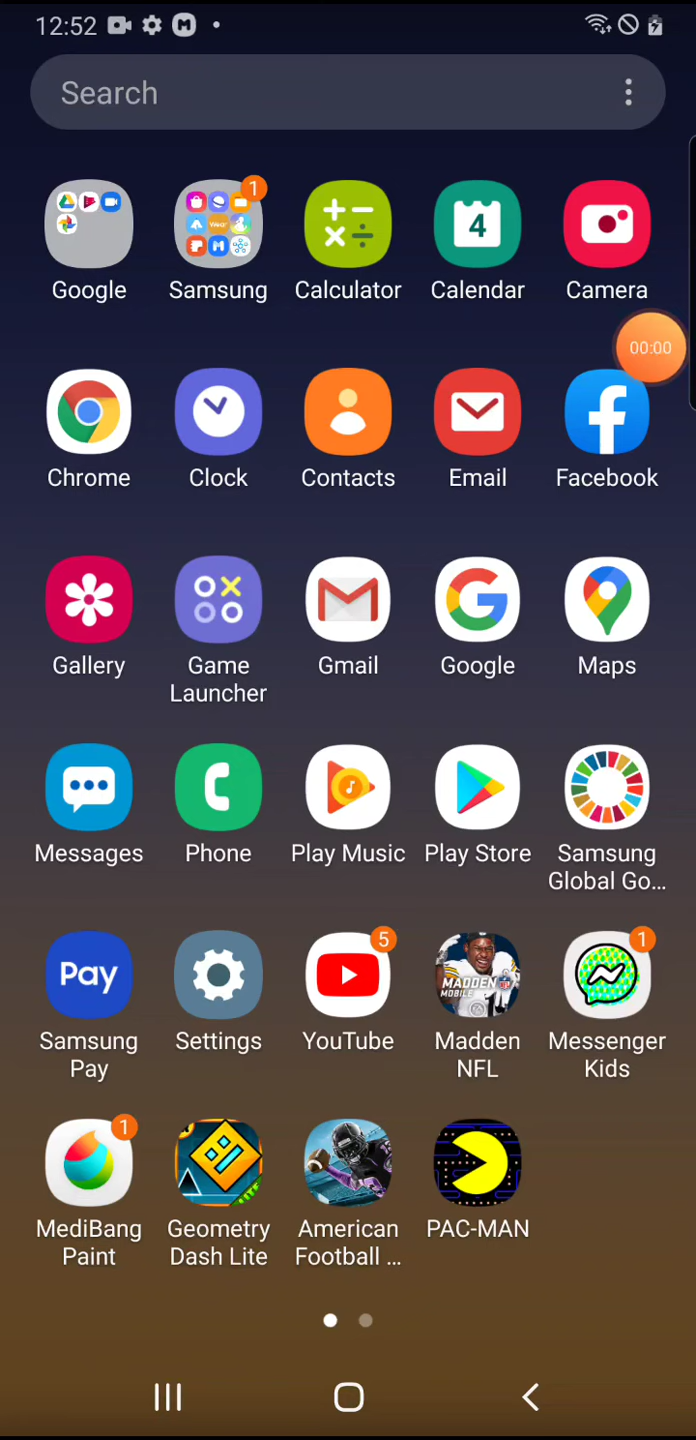 12:52
Search
1
4
Google Samsung Calculator Calendar Camera
00:00
Chrome Clock Contacts Email Facebook
Gallery Game Launcher Gmail Google Maps
Messages Phone Play Music Play Store Samsung Global Go...
Pay
5
MADDEN
MOBILE
1
Samsung Pay Settings YouTube Madden NFL Messenger Kids
1
MediBang Paint Geometry Dash Lite American Football ... PAC-MAN